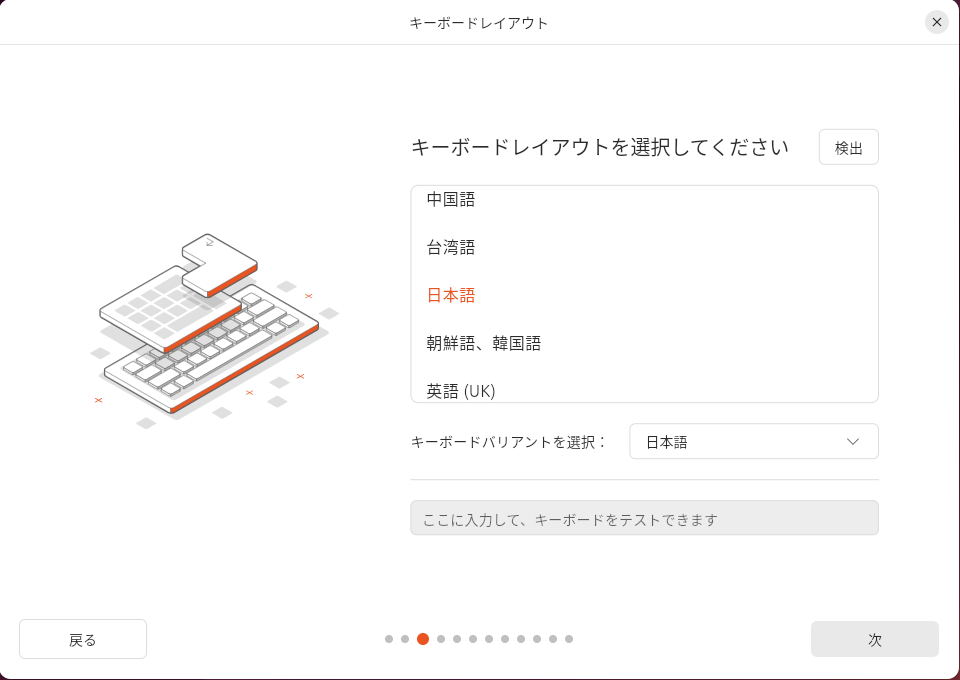 キーボードレイアウト
キーボードレイアウトを選択してください
検出
中国語
台湾語
日本語
朝鮮語、韓国語
英語 (UK)
キーボードバリアントを選択：
日本語
ここに入力して、キーボードをテストできます
戻る
次